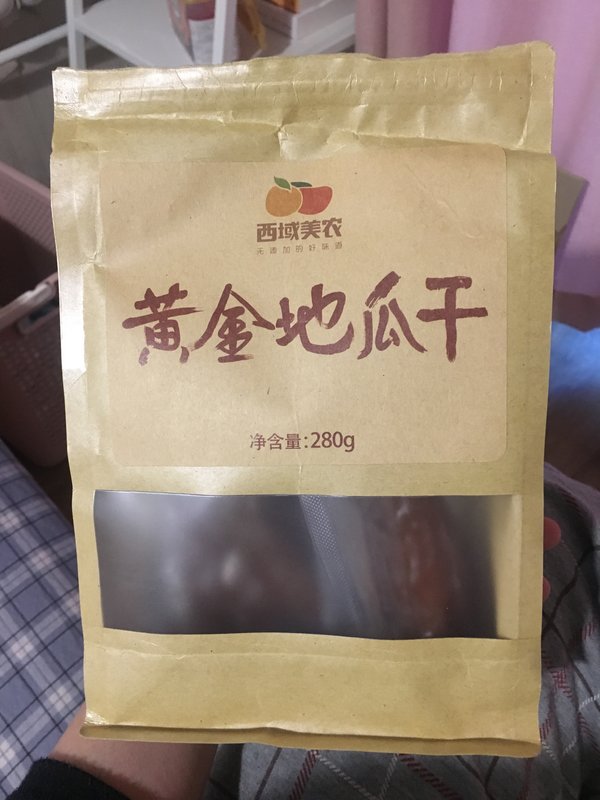 西域美农
无添加的好味道
黄金地瓜干
净含量:280g